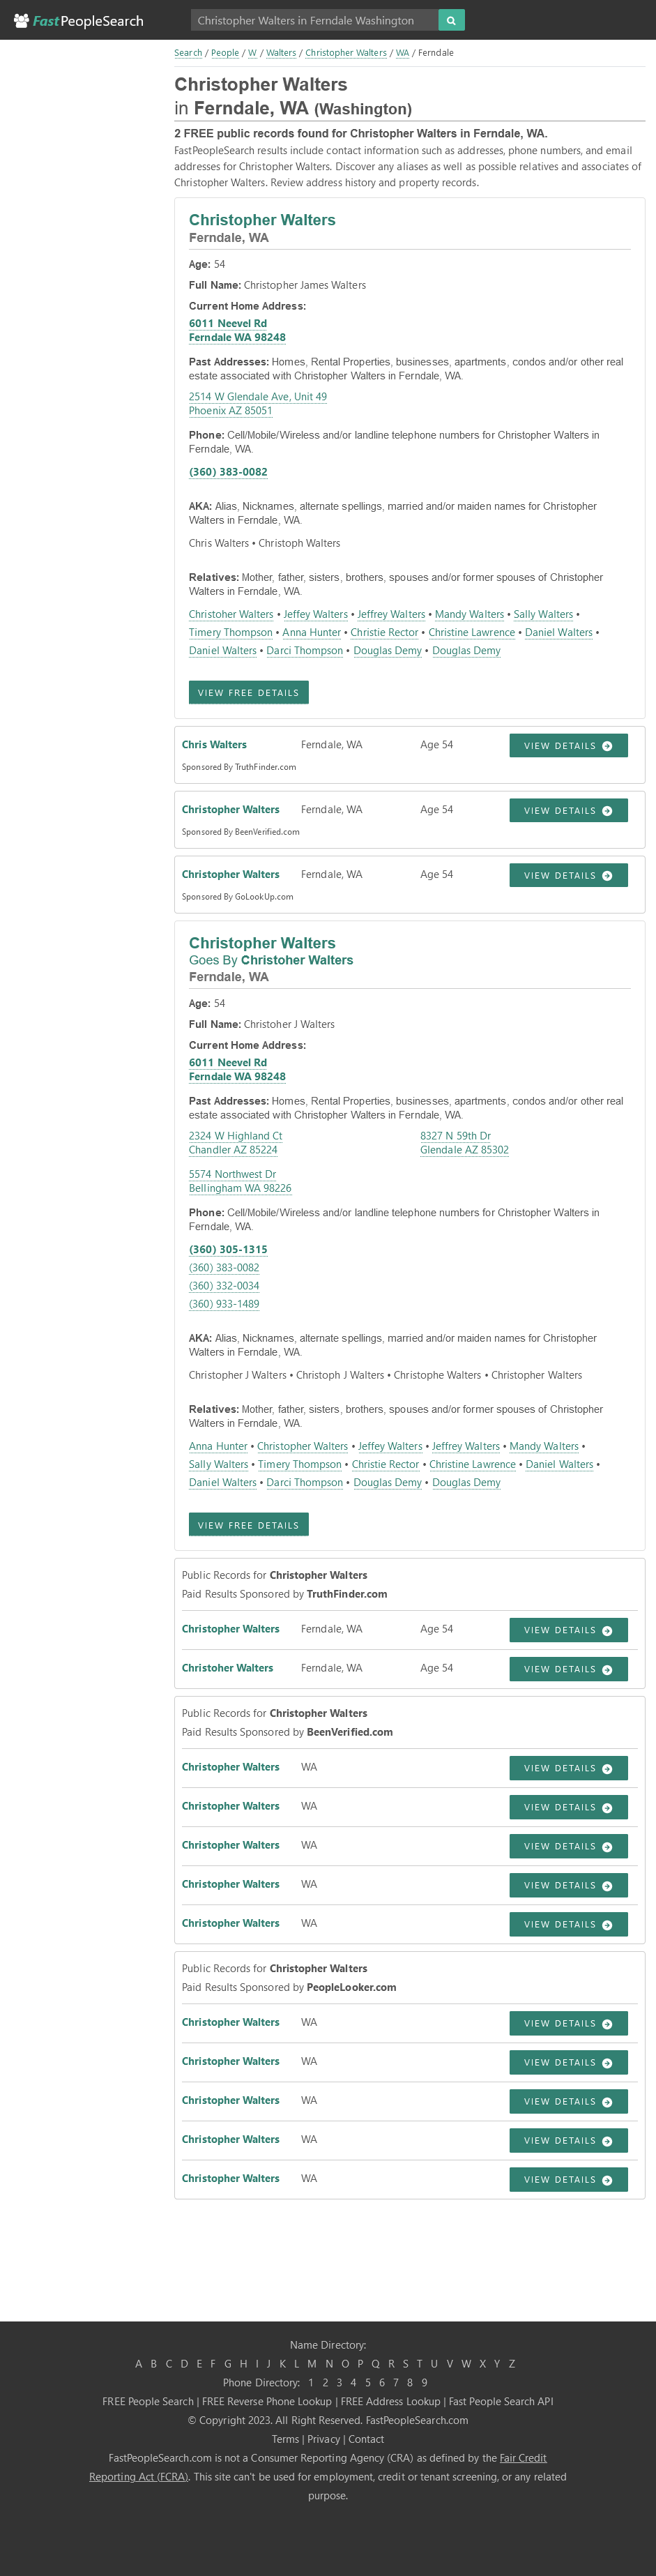 FastPeopleSearch
Christopher Walters in Ferndale Washington
Search / People / W / Walters / Christopher Walters / WA / Ferndale
Christopher Walters
in Ferndale, WA (Washington)
2 FREE public records found for Christopher Walters in Ferndale, WA.
FastPeopleSearch results include contact information such as addresses, phone numbers, and email
addresses for Christopher Walters. Discover any aliases as well as possible relatives and associates of
Christopher Walters. Review address history and property records.
Christopher Walters
Ferndale, WA
Age: 54
Full Name: Christopher James Walters
Current Home Address:
6011 Neevel Rd
Ferndale WA 98248
Past Addresses: Homes, Rental Properties, businesses, apartments, condos and/or other real
estate associated with Christopher Walters in Ferndale, WA.
2514 W Glendale Ave, Unit 49
Phoenix AZ 85051
Phone: Cell/Mobile/Wireless and/or landline telephone numbers for Christopher Walters in
Ferndale, WA.
(360) 383-0082
AKA: Alias, Nicknames, alternate spellings, married and/or maiden names for Christopher
Walters in Ferndale, WA.
Chris Walters • Christoph Walters
Relatives: Mother, father, sisters, brothers, spouses and/or former spouses of Christopher
Walters in Ferndale, WA.
Christoher Walters • Jeffey Walters • Jeffrey Walters • Mandy Walters • Sally Walters •
Timery Thompson • Anna Hunter • Christie Rector • Christine Lawrence • Daniel Walters •
Daniel Walters • Darci Thompson • Douglas Demy • Douglas Demy
VIEW FREE DETAILS
Chris Walters Ferndale, WA Age 54 VIEW DETAILS
Sponsored By TruthFinder.com
Christopher Walters Ferndale, WA Age 54 VIEW DETAILS
Sponsored By BeenVerified.com
Christopher Walters Ferndale, WA Age 54 VIEW DETAILS
Sponsored By GoLookUp.com
Christopher Walters
Goes By Christoher Walters
Ferndale, WA
Age: 54
Full Name: Christoher J Walters
Current Home Address:
6011 Neevel Rd
Ferndale WA 98248
Past Addresses: Homes, Rental Properties, businesses, apartments, condos and/or other real
estate associated with Christopher Walters in Ferndale, WA.
2324 W Highland Ct 8327 N 59th Dr
Chandler AZ 85224 Glendale AZ 85302
5574 Northwest Dr
Bellingham WA 98226
Phone: Cell/Mobile/Wireless and/or landline telephone numbers for Christopher Walters in
Ferndale, WA.
(360) 305-1315
(360) 383-0082
(360) 332-0034
(360) 933-1489
AKA: Alias, Nicknames, alternate spellings, married and/or maiden names for Christopher
Walters in Ferndale, WA.
Christopher J Walters • Christoph J Walters • Christophe Walters • Christopher Walters
Relatives: Mother, father, sisters, brothers, spouses and/or former spouses of Christopher
Walters in Ferndale, WA.
Anna Hunter • Christopher Walters • Jeffey Walters • Jeffrey Walters • Mandy Walters •
Sally Walters • Timery Thompson • Christie Rector • Christine Lawrence • Daniel Walters •
Daniel Walters • Darci Thompson • Douglas Demy • Douglas Demy
VIEW FREE DETAILS
Public Records for Christopher Walters
Paid Results Sponsored by TruthFinder.com
Christopher Walters Ferndale, WA Age 54 VIEW DETAILS
Christoher Walters Ferndale, WA Age 54 VIEW DETAILS
Public Records for Christopher Walters
Paid Results Sponsored by BeenVerified.com
Christopher Walters WA VIEW DETAILS
Christopher Walters WA VIEW DETAILS
Christopher Walters WA VIEW DETAILS
Christopher Walters WA VIEW DETAILS
Christopher Walters WA VIEW DETAILS
Public Records for Christopher Walters
Paid Results Sponsored by PeopleLooker.com
Christopher Walters WA VIEW DETAILS
Christopher Walters WA VIEW DETAILS
Christopher Walters WA VIEW DETAILS
Christopher Walters WA VIEW DETAILS
Christopher Walters WA VIEW DETAILS
Name Directory:
A B C D E F G H I J K L M N O P Q R S T U V W X Y Z
Phone Directory: 1 2 3 4 5 6 7 8 9
FREE People Search | FREE Reverse Phone Lookup | FREE Address Lookup | Fast People Search API
© Copyright 2023. All Right Reserved. FastPeopleSearch.com
Terms | Privacy | Contact
FastPeopleSearch.com is not a Consumer Reporting Agency (CRA) as defined by the Fair Credit
Reporting Act (FCRA). This site can't be used for employment, credit or tenant screening, or any related
purpose.